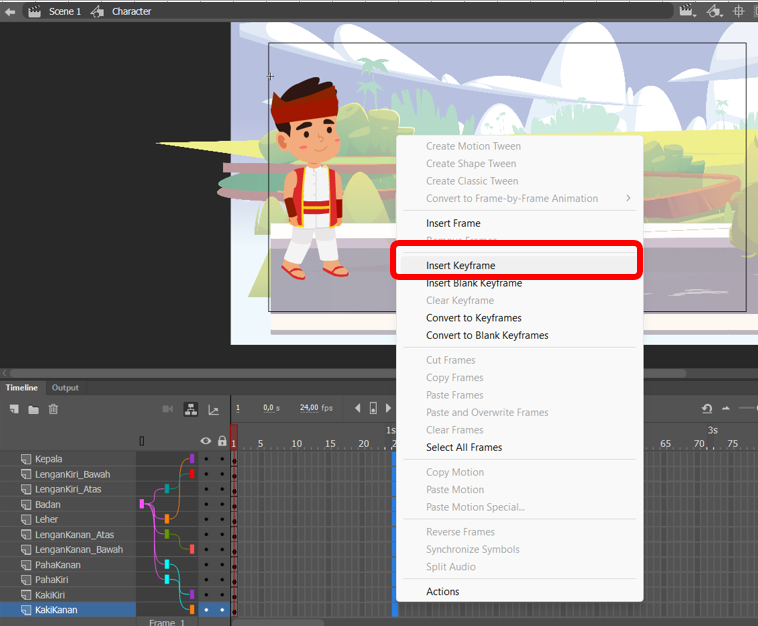 Scene 1 Character
Create Motion Tween
Create Shape Tween
Create Classic Tween
Convert to Frame-by-Frame Animation
Insert Frame
Remove Frames
Insert Keyframe
Insert Blank Keyframe
Clear Keyframe
Convert to Keyframes
Convert to Blank Keyframes
Cut Frames
Copy Frames
Paste Frames
Paste and Overwrite Frames
Clear Frames
Select All Frames
Copy Motion
Paste Motion
Paste Motion Special...
Reverse Frames
Synchronize Symbols
Split Audio
Actions
Timeline Output
1 0,0 s 24,00 fps
1s 3s
1 5 10 15 20 65 70 75
Kepala
LenganKiri_Bawah
LenganKiri_Atas
Badan
Leher
LenganKanan_Atas
LenganKanan_Bawah
PahaKanan
PahaKiri
KakiKiri
KakiKanan
Frame 1